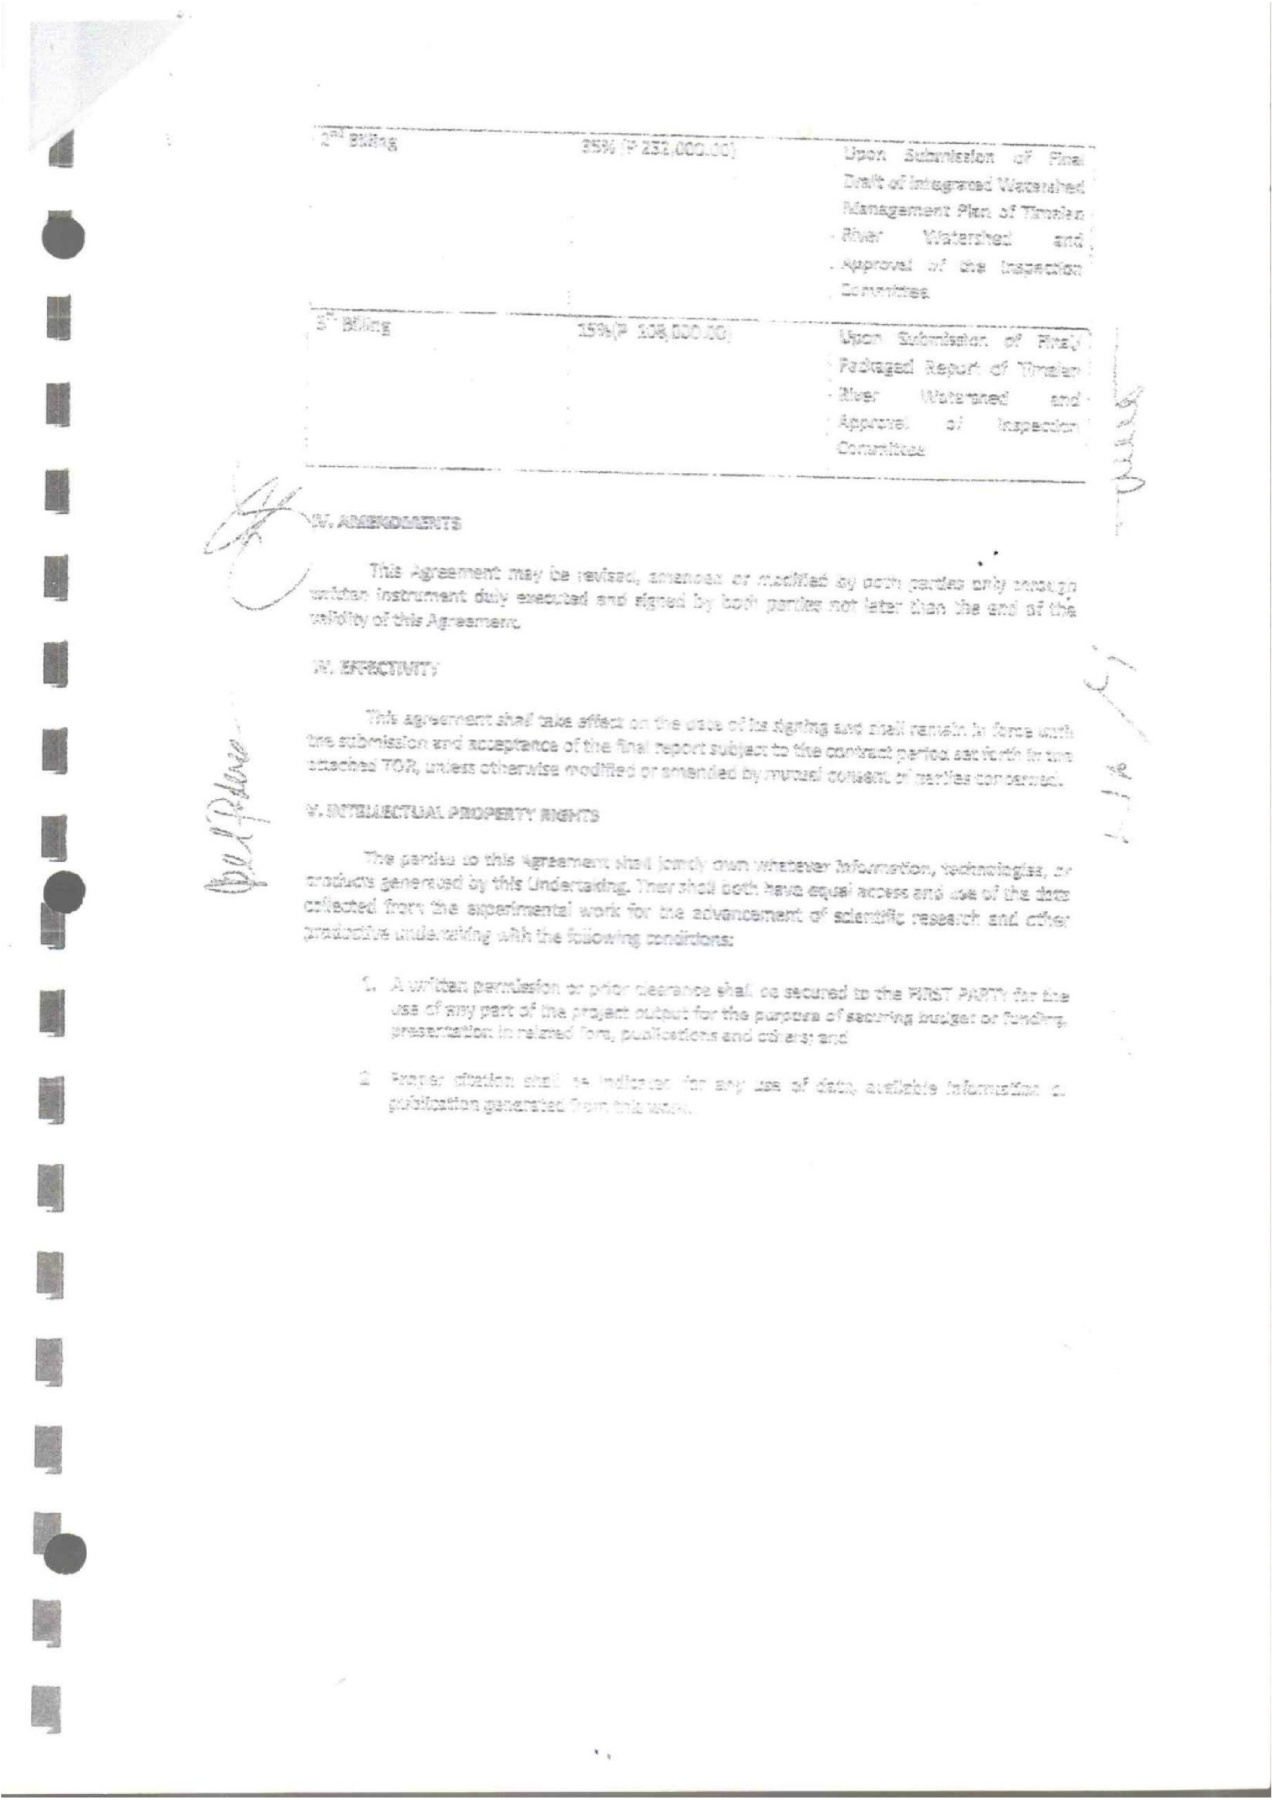 2nd Billing
35% (P 252,000.00)
Upon Submission of Final
Draft of Integrated Watershed
Management Plan of Timalan
River Watershed and
Approval of the Inspection
Committee
3rd Billing
15%(P 108,000.00)
Upon Submission of Final/
Packaged Report of Timalan
River Watershed and
Approval of Inspection
Committee
IV. AMENDMENTS
This Agreement may be revised, amended or modified by both parties only through
written instrument duly executed and signed by both parties not later than the end of the
validity of this Agreement.
IV. EFFECTIVITY
This agreement shall take effect on the date of its signing and shall remain in force until
the submission and acceptance of the final report subject to the contract period set forth in the
attached TOR, unless otherwise modified or amended by mutual consent of parties concerned.
V. INTELLECTUAL PROPERTY RIGHTS
The parties to this Agreement shall jointly own whatever information, technologies, or
products generated by this Undertaking. They shall both have equal access and use of the data
collected from the experimental work for the advancement of scientific research and other
productive undertaking with the following conditions:
1. A written permission or prior clearance shall be secured to the FIRST PARTY for the
use of any part of the project output for the purpose of securing budget or funding,
presentation in related fora, publications and others; and
2 Proper citation shall be indicated for any use of data, available information or
publication generated from this work.